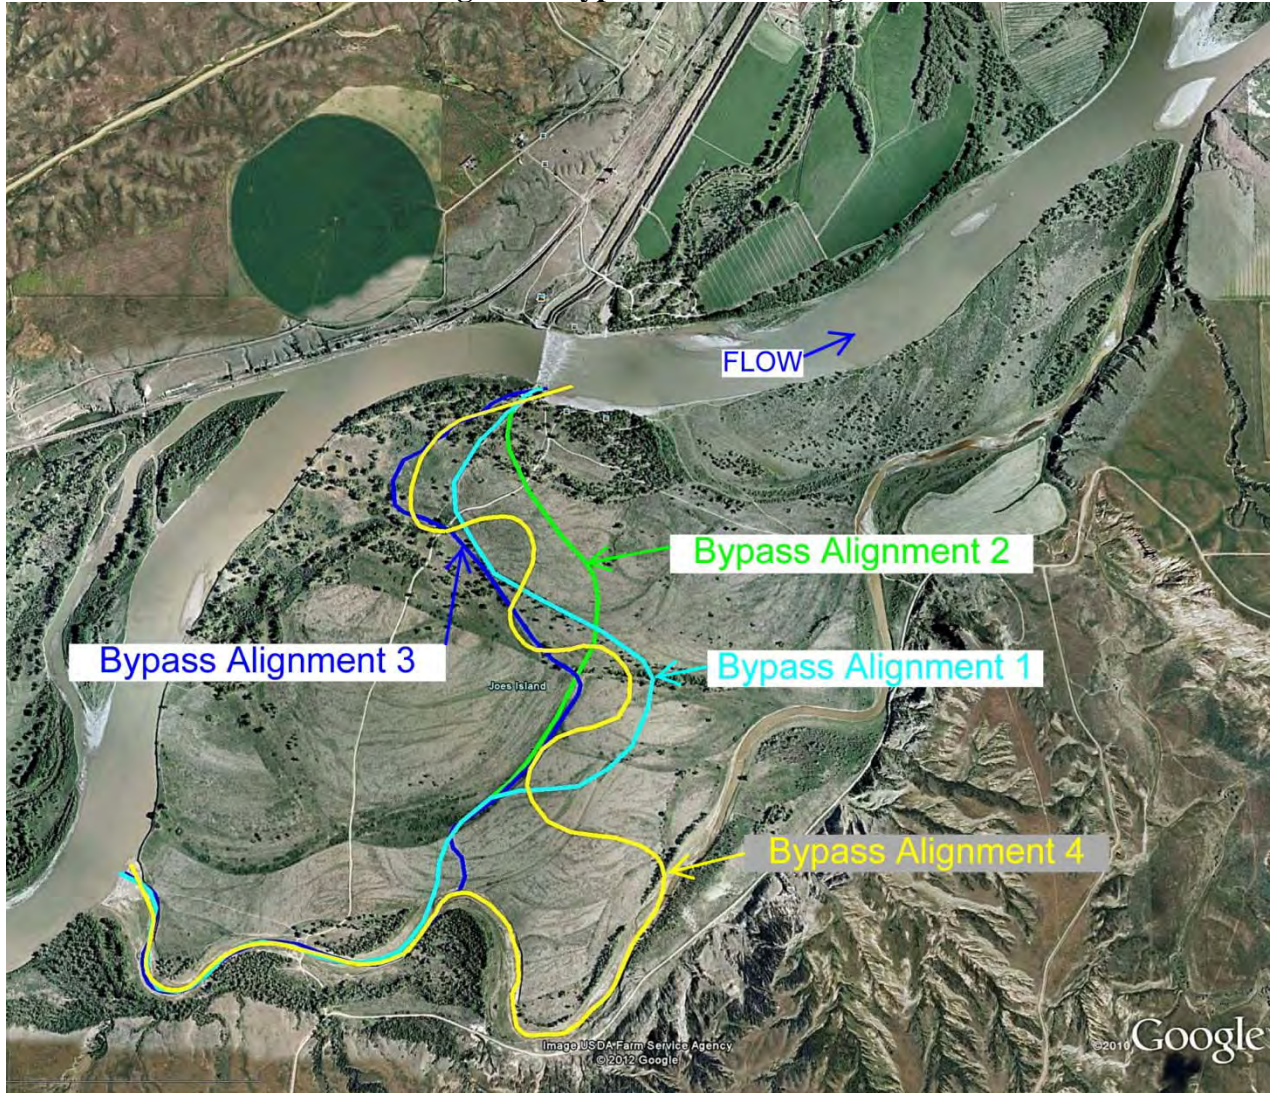 FLOW
Bypass Alignment 2
Bypass Alignment 3
Bypass Alignment 1
Joes Island
Bypass Alignment 4
Image USDA Farm Service Agency
© 2012 Google
©2010 Google